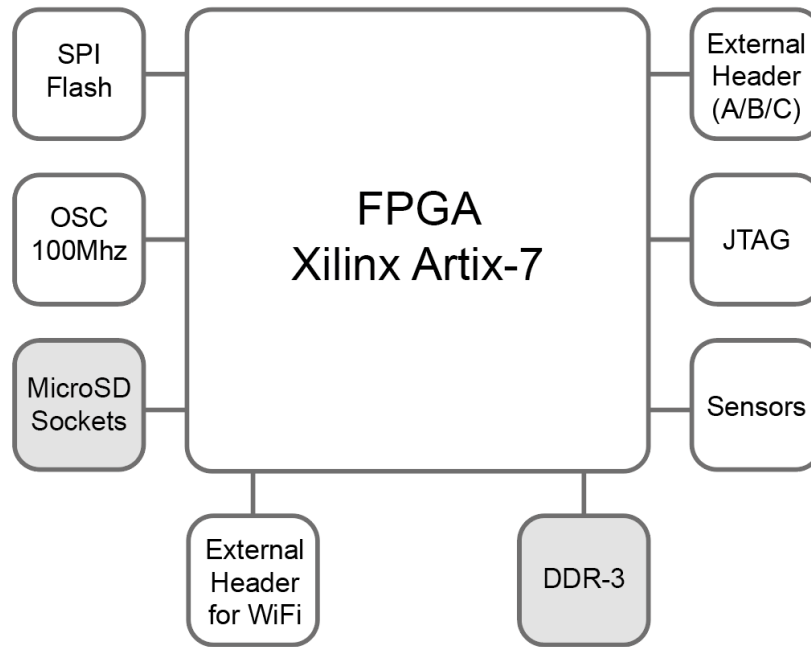 SPI
Flash
OSC
100Mhz
MicroSD
Sockets
FPGA
Xilinx Artix-7
External
Header
(A/B/C)
JTAG
Sensors
External
Header
for WiFi
DDR-3